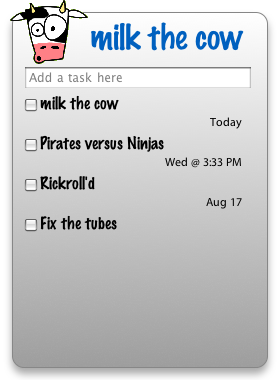 milk the cow
Add a task here
milk the cow
Today
Pirates versus Ninjas
Wed @ 3:33 PM
Rickroll'd
Aug 17
Fix the tubes